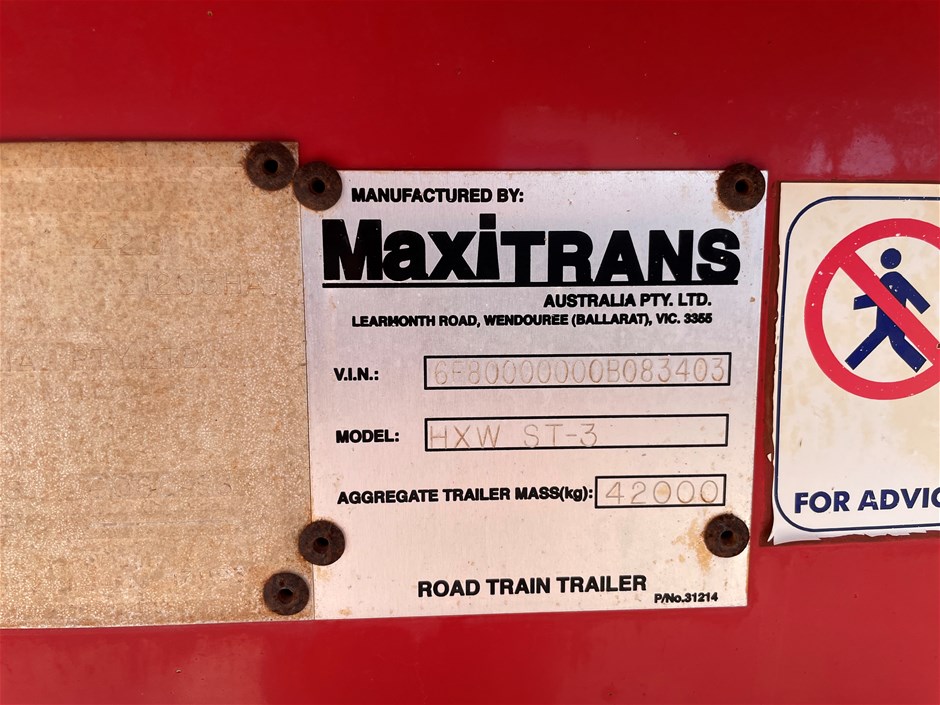 MANUFACTURED BY:
MaxiTRANS
AUSTRALIA PTY. LTD.
LEARMONTH ROAD, WENDOUREE (BALLARAT), VIC. 3355
V.I.N.: 6F80000000B083403
MODEL: HXW ST-3
AGGREGATE TRAILER MASS(kg): 42000
ROAD TRAIN TRAILER
P/No.31214
FOR ADVIC